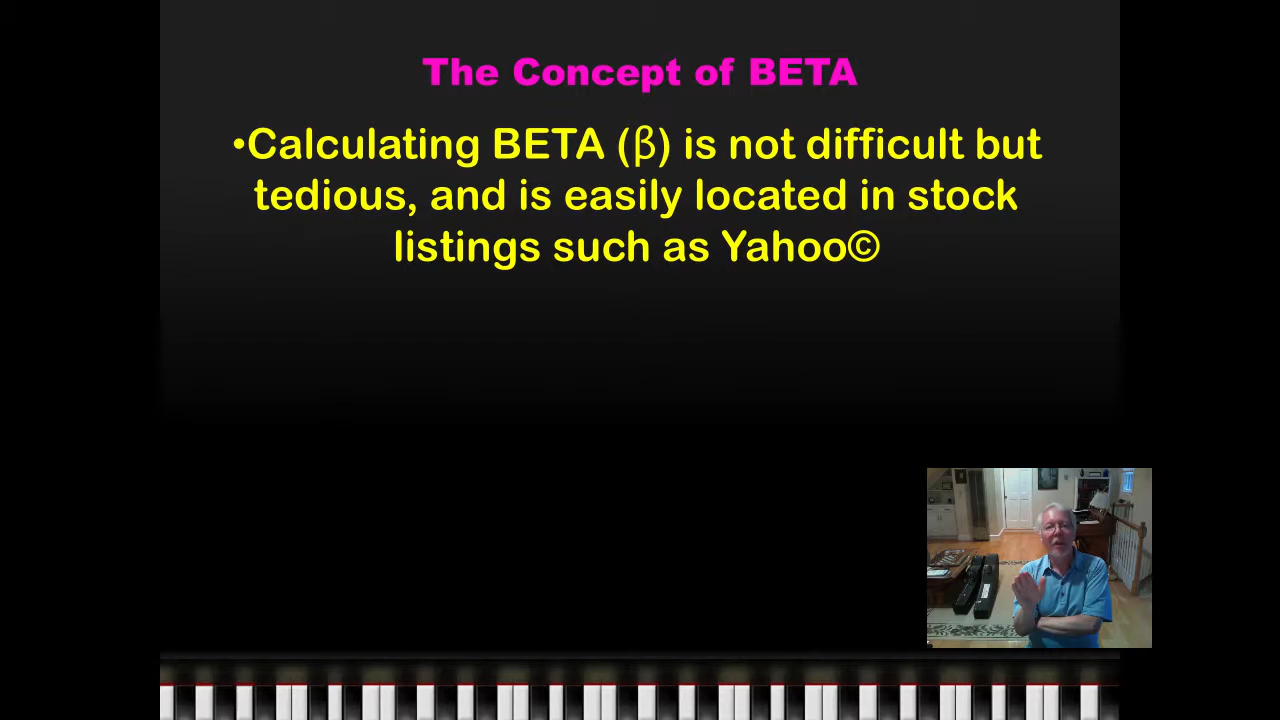 The Concept of BETA
•Calculating BETA (β) is not difficult but
tedious, and is easily located in stock
listings such as Yahoo©